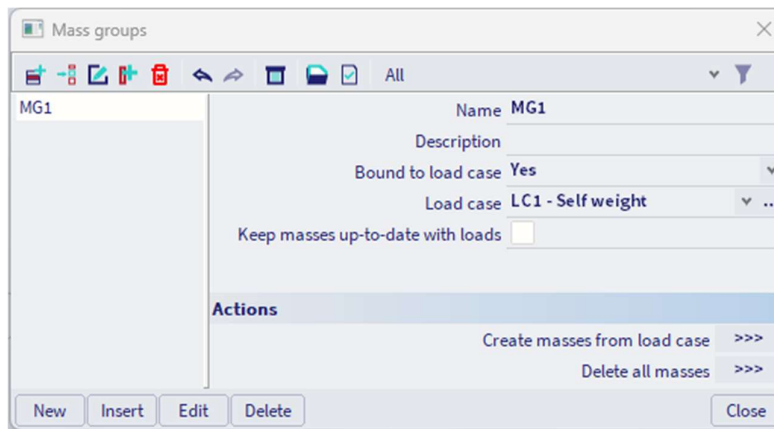 Mass groups
All
MG1
Name MG1
Description
Bound to load case Yes
Load case LC1 - Self weight
Keep masses up-to-date with loads
Actions
Create masses from load case >>>
Delete all masses >>>
New Insert Edit Delete Close